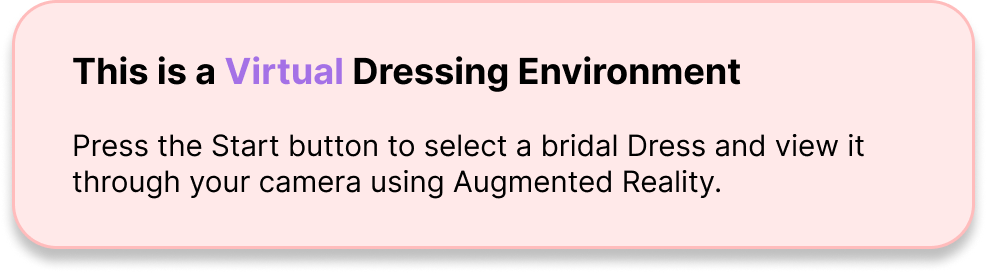 This is a Virtual Dressing Environment
Press the Start button to select a bridal Dress and view it
through your camera using Augmented Reality.